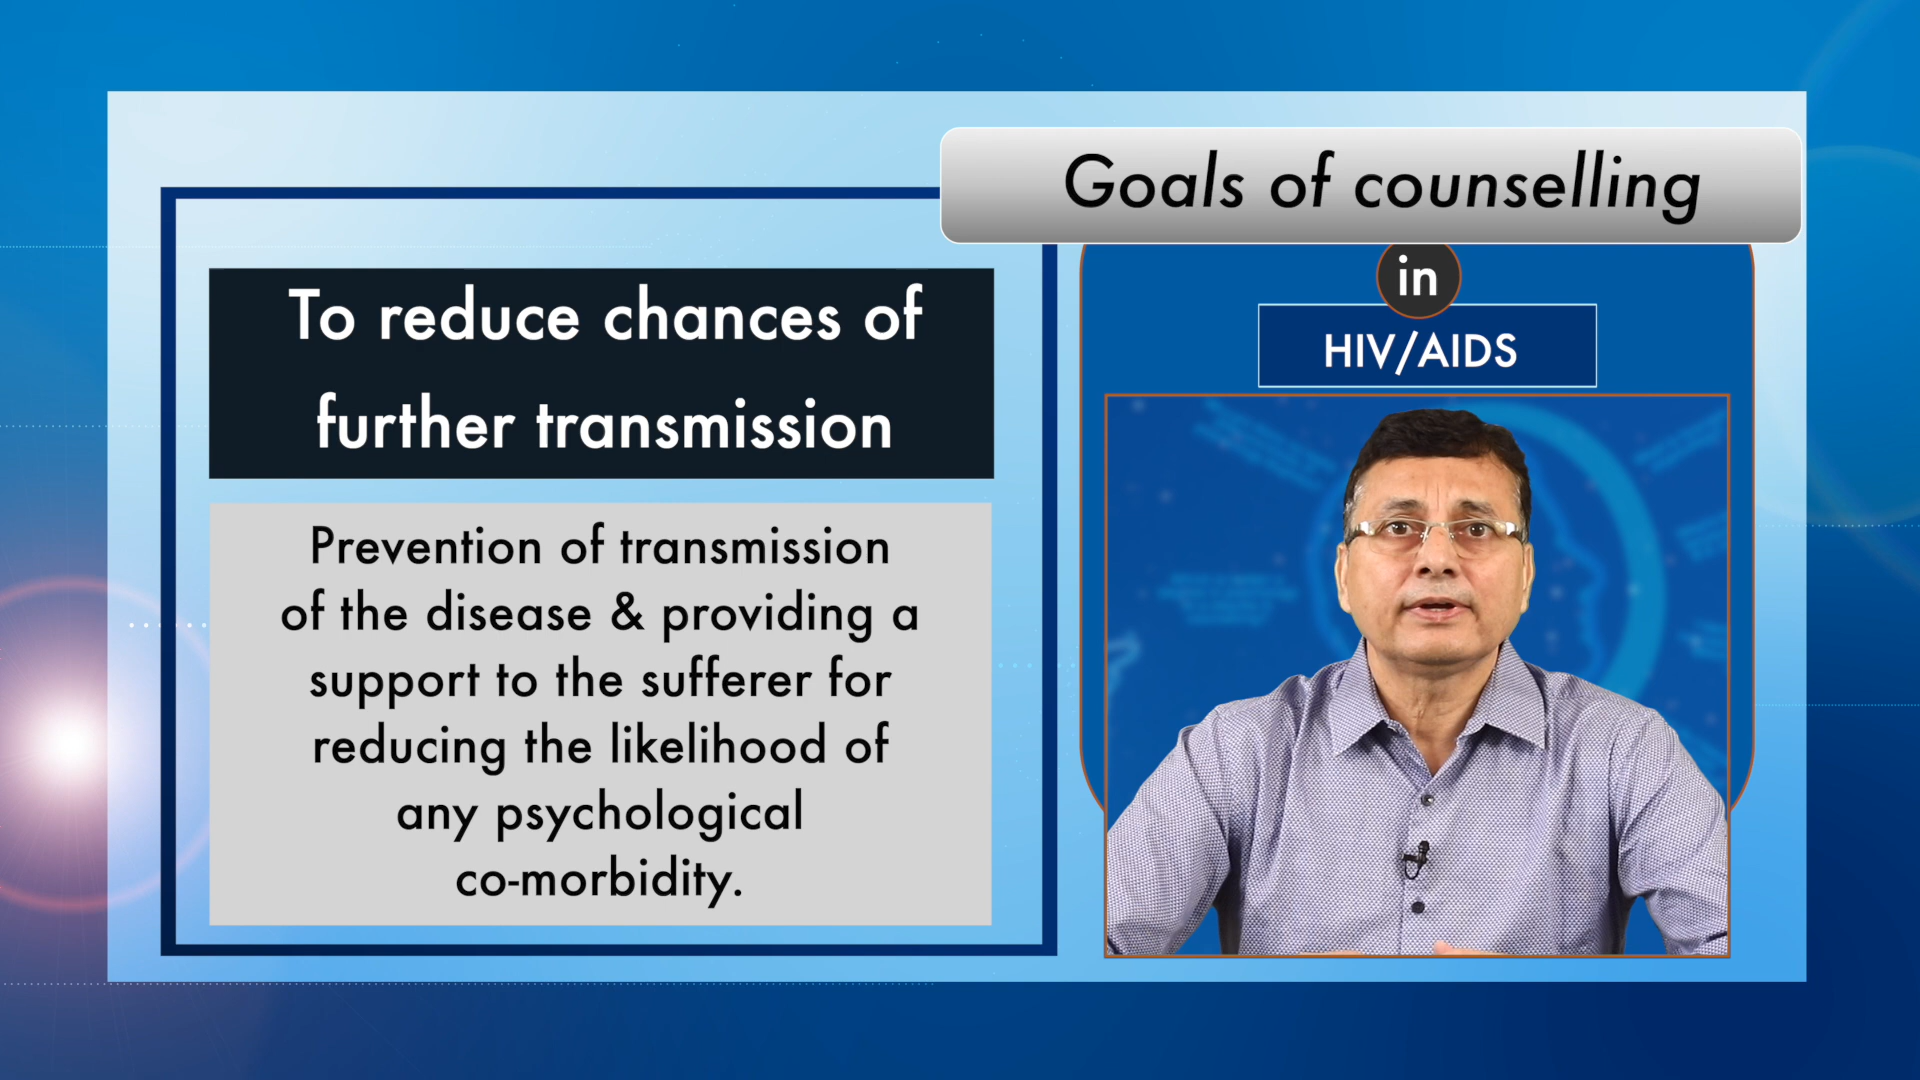 Goals of counselling
in
HIV/AIDS
To reduce chances of
further transmission
Prevention of transmission
of the disease & providing a
support to the sufferer for
reducing the likelihood of
any psychological
co-morbidity.